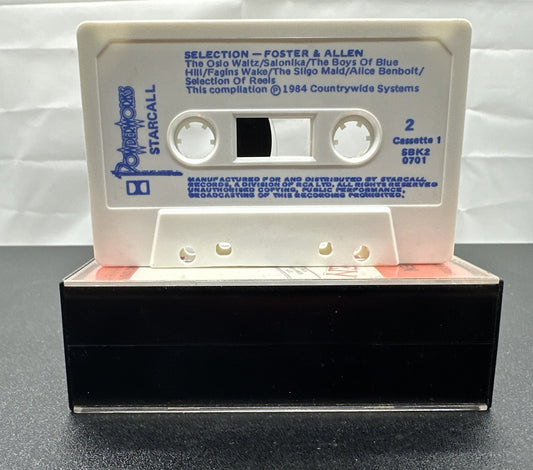 SELECTION — FOSTER & ALLEN
The Oslo Waltz/Salonika/The Boys Of Blue
Hill/Fagins Wake/The Sligo Maid/Alice Benbolt/
Selection Of Reels
This compilation ℗ 1984 Countrywide Systems
POWDERWORKS
STARCALL
2
Cassette 1
SBK2
0701
MANUFACTURED FOR AND DISTRIBUTED BY STARCALL
RECORDS, A DIVISION OF RCA LTD. ALL RIGHTS RESERVED
UNAUTHORISED COPYING, PUBLIC PERFORMANCE,
BROADCASTING OF THIS RECORDING PROHIBITED.